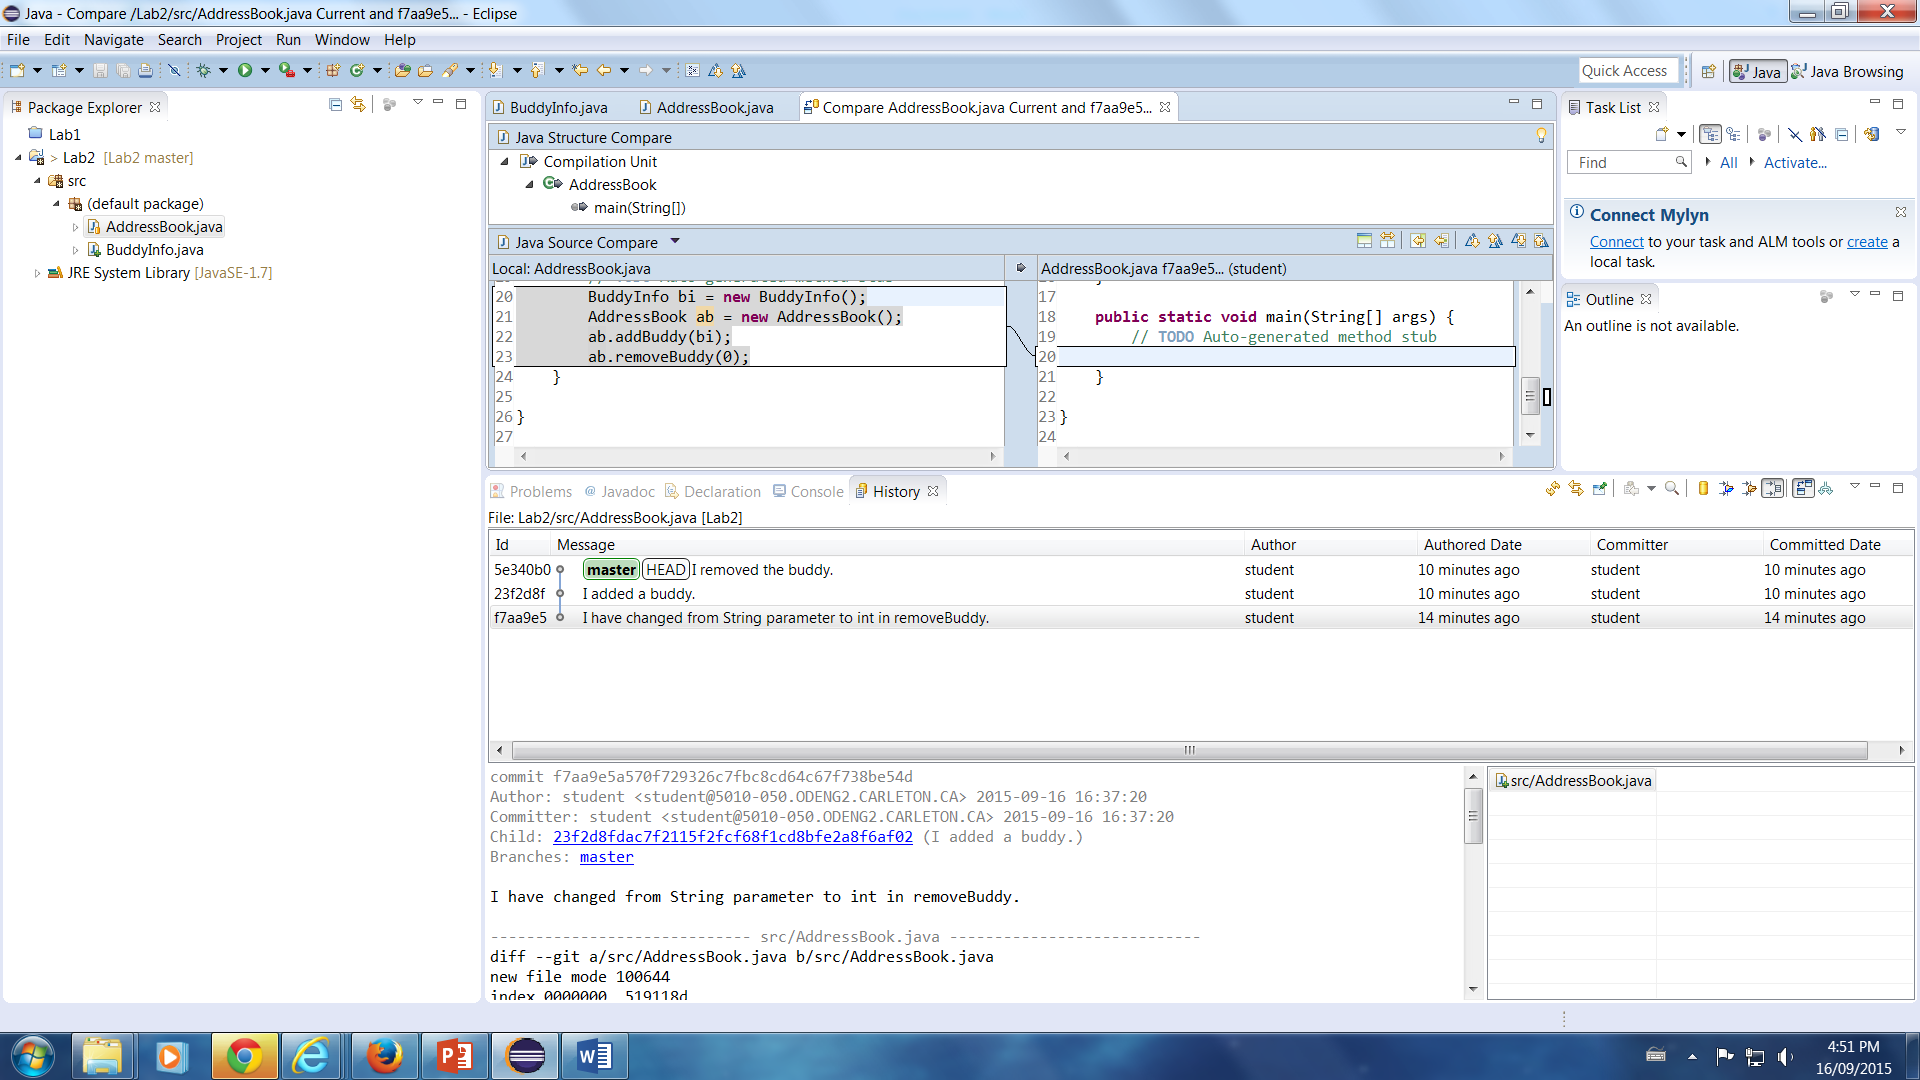 Java - Compare /Lab2/src/AddressBook.java Current and f7aa9e5... - Eclipse
File Edit Navigate Search Project Run Window Help
Quick Access
Java
Java Browsing
Package Explorer
Lab1
> Lab2 [Lab2 master]
src
(default package)
AddressBook.java
BuddyInfo.java
JRE System Library [JavaSE-1.7]
BuddyInfo.java
AddressBook.java
Compare AddressBook.java Current and f7aa9e5...
Java Structure Compare
Compilation Unit
AddressBook
main(String[])
Java Source Compare
Local: AddressBook.java
20 BuddyInfo bi = new BuddyInfo();
21 AddressBook ab = new AddressBook();
22 ab.addBuddy(bi);
23 ab.removeBuddy(0);
24 }
25
26 }
27
AddressBook.java f7aa9e5... (student)
17
18 public static void main(String[] args) {
19 // TODO Auto-generated method stub
20
21 }
22
23 }
24
Task List
Find
All
Activate...
Connect Mylyn
Connect to your task and ALM tools or create a
local task.
Outline
An outline is not available.
Problems @ Javadoc Declaration Console History
File: Lab2/src/AddressBook.java [Lab2]
Id Message Author Authored Date Committer Committed Date
5e340b0 master HEAD I removed the buddy. student 10 minutes ago student 10 minutes ago
23f2d8f I added a buddy. student 10 minutes ago student 10 minutes ago
f7aa9e5 I have changed from String parameter to int in removeBuddy. student 14 minutes ago student 14 minutes ago
commit f7aa9e5a570f729326c7fbc8cd64c67f738be54d
Author: student <student@5010-050.ODENG2.CARLETON.CA> 2015-09-16 16:37:20
Committer: student <student@5010-050.ODENG2.CARLETON.CA> 2015-09-16 16:37:20
Child: 23f2d8fdac7f2115f2fcf68f1cd8bfe2a8f6af02 (I added a buddy.)
Branches: master
I have changed from String parameter to int in removeBuddy.
----------------------------- src/AddressBook.java ----------------------------
diff --git a/src/AddressBook.java b/src/AddressBook.java
new file mode 100644
index 0000000 519118d
src/AddressBook.java
4:51 PM
16/09/2015